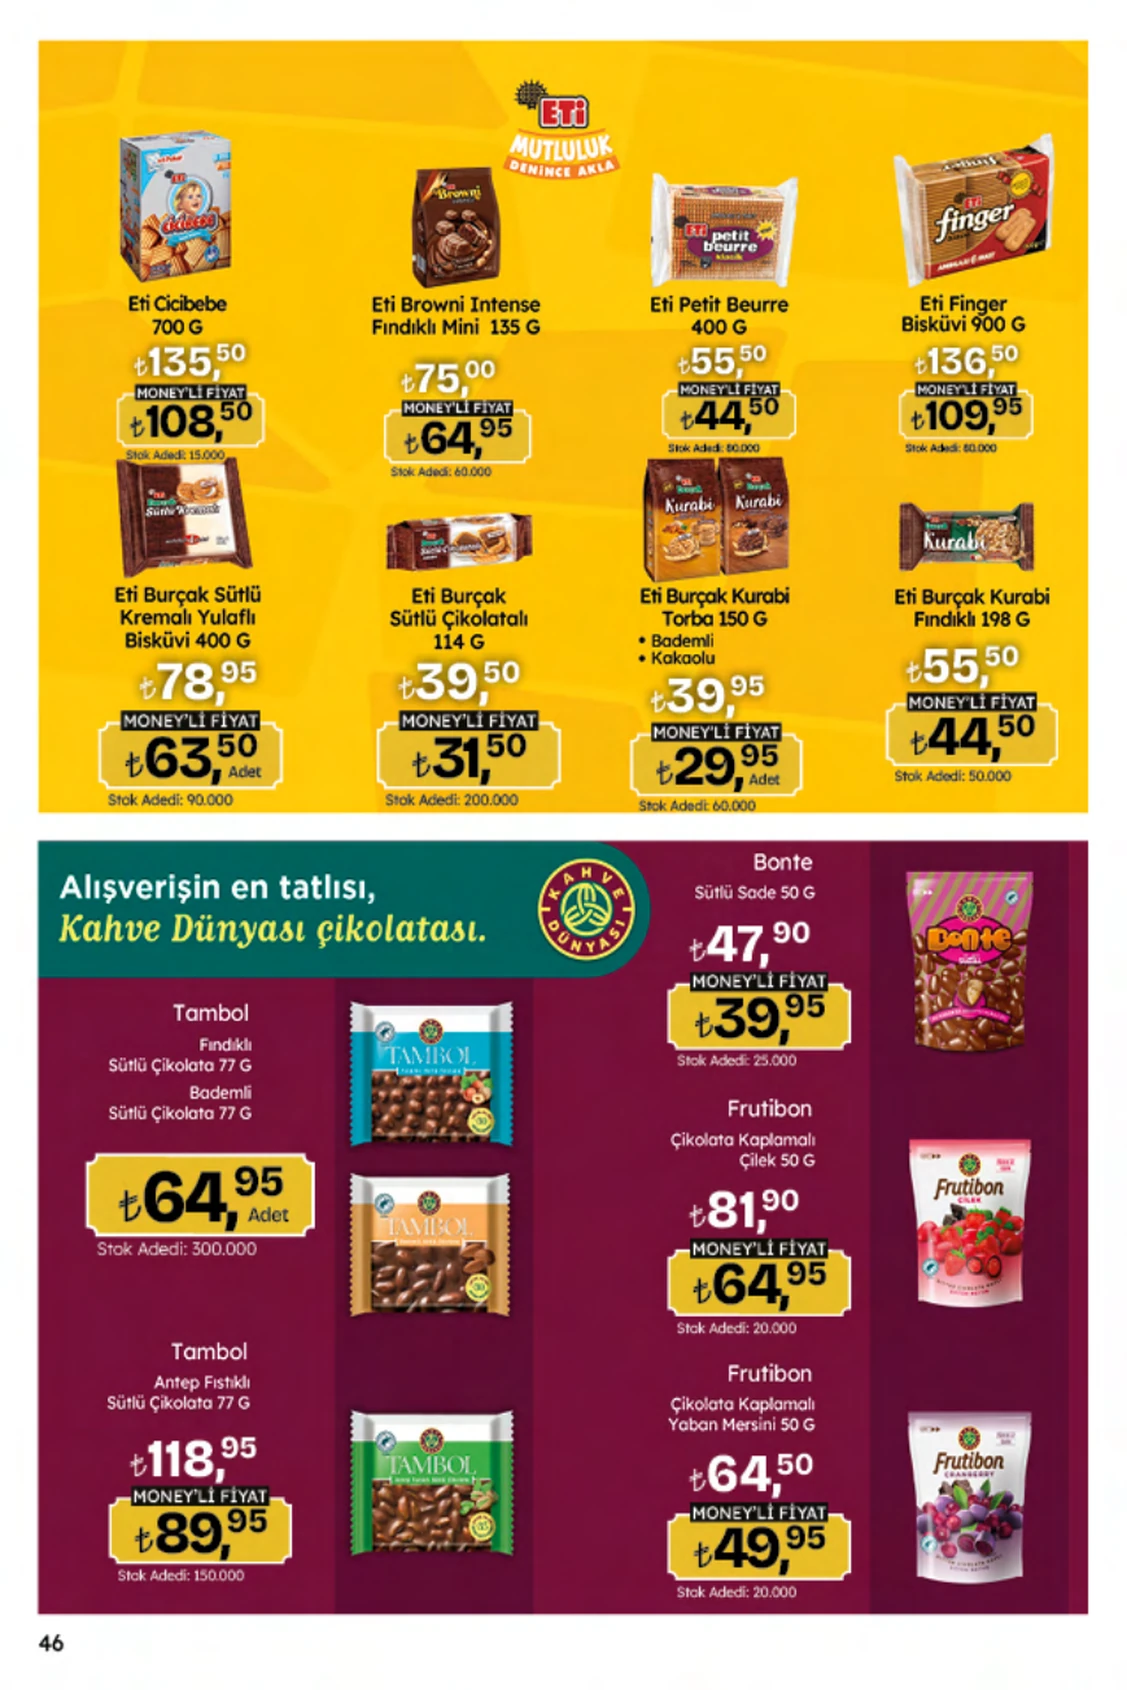 ETi
MUTLULUK
DENİNCE AKLA
Eti Cicibebe
700 G
₺135,50
MONEY'Lİ FİYAT
₺108,50
Stok Adedi: 15.000
Eti Browni Intense
Fındıklı Mini 135 G
₺75,00
MONEY'Lİ FİYAT
₺64,95
Stok Adedi: 60.000
Eti Petit Beurre
400 G
₺55,50
MONEY'Lİ FİYAT
₺44,50
Stok Adedi: 80.000
Eti Finger
Bisküvi 900 G
₺136,50
MONEY'Lİ FİYAT
₺109,95
Stok Adedi: 60.000
Eti Burçak Sütlü
Kremalı Yulaflı
Bisküvi 400 G
₺78,95
MONEY'Lİ FİYAT
₺63,50 Adet
Stok Adedi: 90.000
Eti Burçak
Sütlü Çikolatalı
114 G
₺39,50
MONEY'Lİ FİYAT
₺31,50
Stok Adedi: 200.000
Eti Burçak Kurabi
Torba 150 G
• Bademli
• Kakaolu
₺39,95
MONEY'Lİ FİYAT
₺29,95 Adet
Stok Adedi: 60.000
Eti Burçak Kurabi
Fındıklı 198 G
₺55,50
MONEY'Lİ FİYAT
₺44,50
Stok Adedi: 50.000
Alışverişin en tatlısı,
Kahve Dünyası çikolatası.
KAHVE DÜNYASI
Tambol
Fındıklı
Sütlü Çikolata 77 G
Bademli
Sütlü Çikolata 77 G
₺64,95 Adet
Stok Adedi: 300.000
TAMBOL
TAMBOL
Tambol
Antep Fıstıklı
Sütlü Çikolata 77 G
₺118,95
MONEY'Lİ FİYAT
₺89,95
Stok Adedi: 150.000
TAMBOL
Bonte
Sütlü Sade 50 G
₺47,90
MONEY'Lİ FİYAT
₺39,95
Stok Adedi: 25.000
Bonte
Frutibon
Çikolata Kaplamalı
Çilek 50 G
₺81,90
MONEY'Lİ FİYAT
₺64,95
Stok Adedi: 20.000
Frutibon
ÇİLEK
Frutibon
Çikolata Kaplamalı
Yaban Mersini 50 G
₺64,50
MONEY'Lİ FİYAT
₺49,95
Stok Adedi: 20.000
Frutibon
CRANBERRY
46